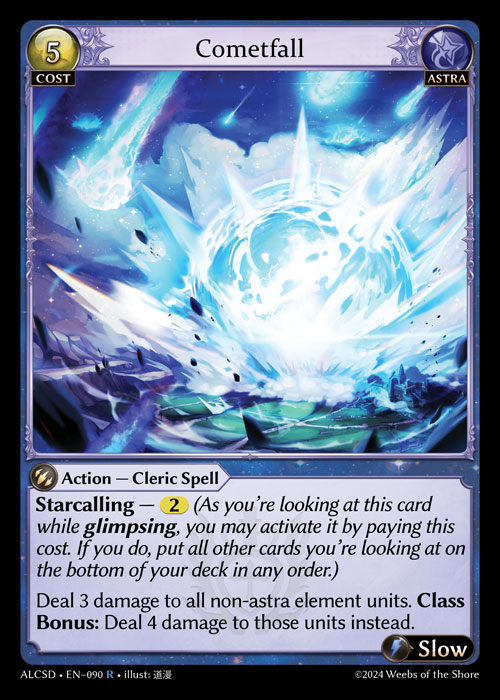 5
COST
Cometfall
ASTRA
Action — Cleric Spell
Starcalling — 2 (As you're looking at this card
while glimpsing, you may activate it by paying this
cost. If you do, put all other cards you're looking at on
the bottom of your deck in any order.)
Deal 3 damage to all non-astra element units. Class
Bonus: Deal 4 damage to those units instead.
Slow
ALCSD • EN-090 R • illust: 道漫
©2024 Weebs of the Shore